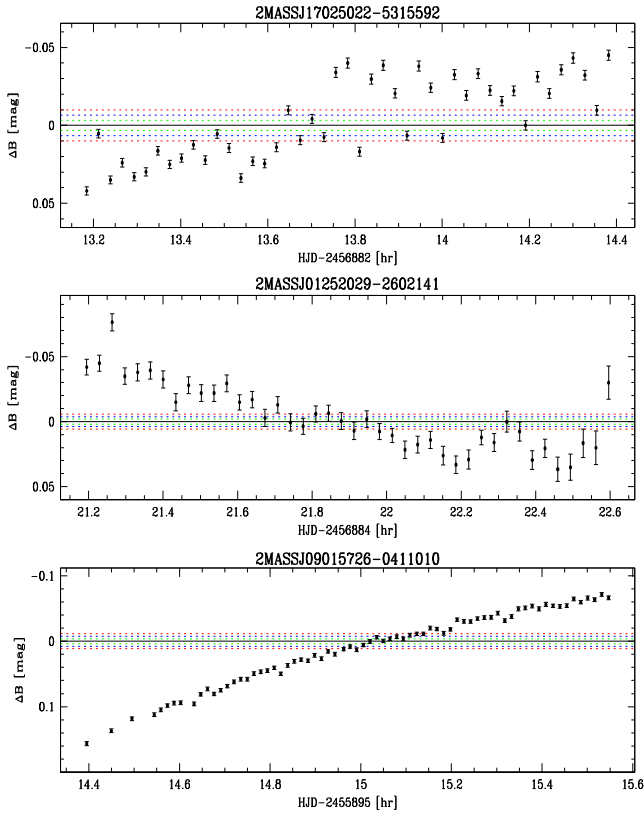 2MASSJ17025022-5315592
-0.05
0
0.05
ΔB [mag]
13.2 13.4 13.6 13.8 14 14.2 14.4
HJD-2456882 [hr]
2MASSJ01252029-2602141
-0.05
0
0.05
ΔB [mag]
21.2 21.4 21.6 21.8 22 22.2 22.4 22.6
HJD-2456884 [hr]
2MASSJ09015726-0411010
-0.1
0
0.1
ΔB [mag]
14.4 14.6 14.8 15 15.2 15.4 15.6
HJD-2455895 [hr]